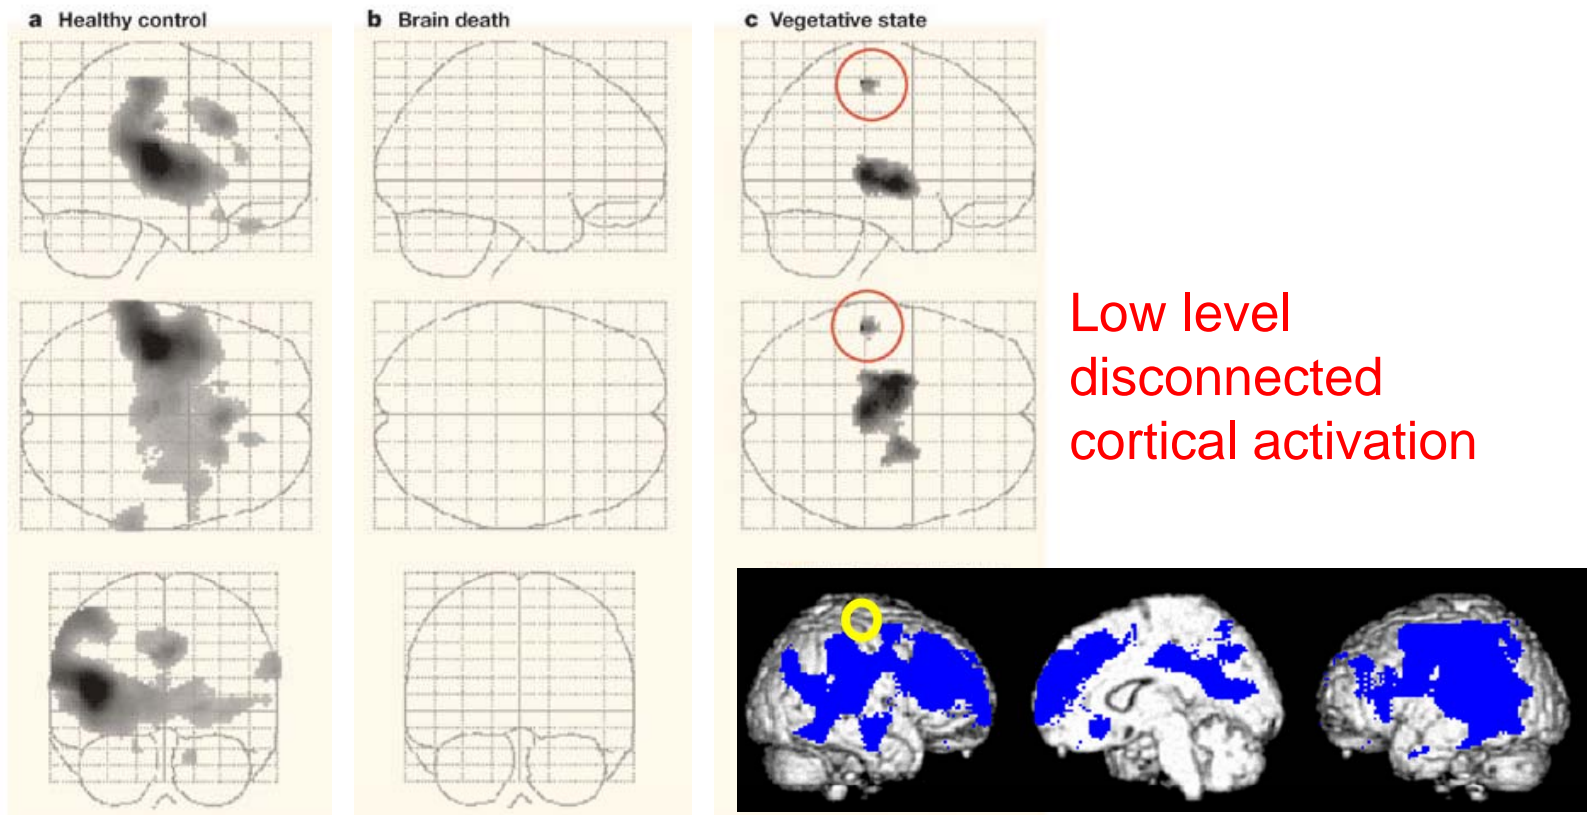 a Healthy control
b Brain death
c Vegetative state
Low level
disconnected
cortical activation